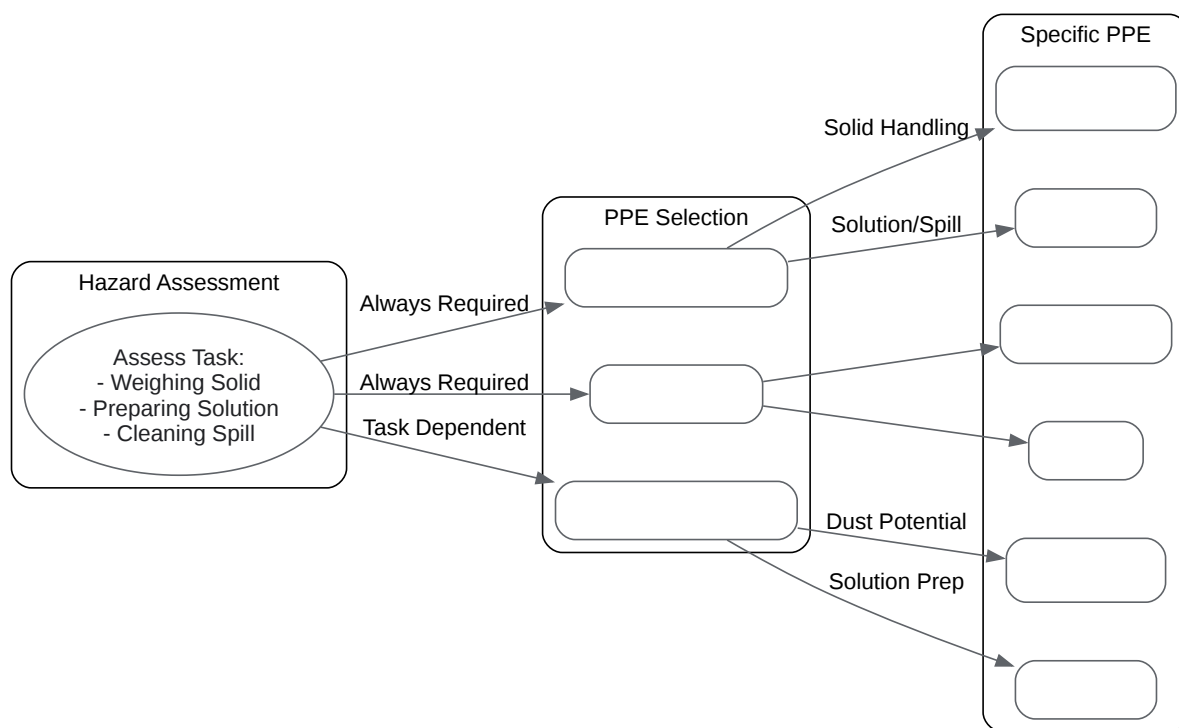 Specific PPE
Solid Handling
PPE Selection
Solution/Spill
Hazard Assessment
Always Required
Assess Task:
- Weighing Solid
- Preparing Solution
- Cleaning Spill
Always Required
Task Dependent
Dust Potential
Solution Prep